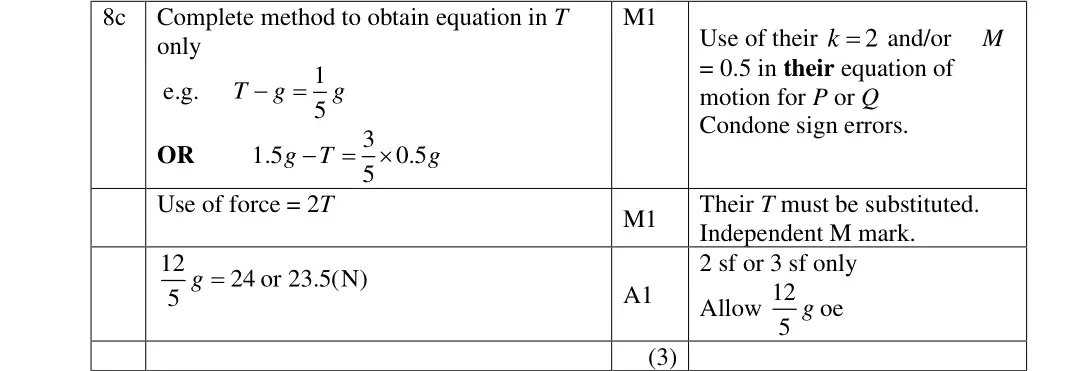 8c Complete method to obtain equation in T only M1 Use of their k = 2 and/or M = 0.5 in their equation of motion for P or Q Condone sign errors.
e.g. T − g = 1/5 g
OR 1.5g − T = 3/5 × 0.5g
Use of force = 2T M1 Their T must be substituted. Independent M mark.
12/5 g = 24 or 23.5(N) A1 2 sf or 3 sf only
Allow 12/5 g oe
(3)